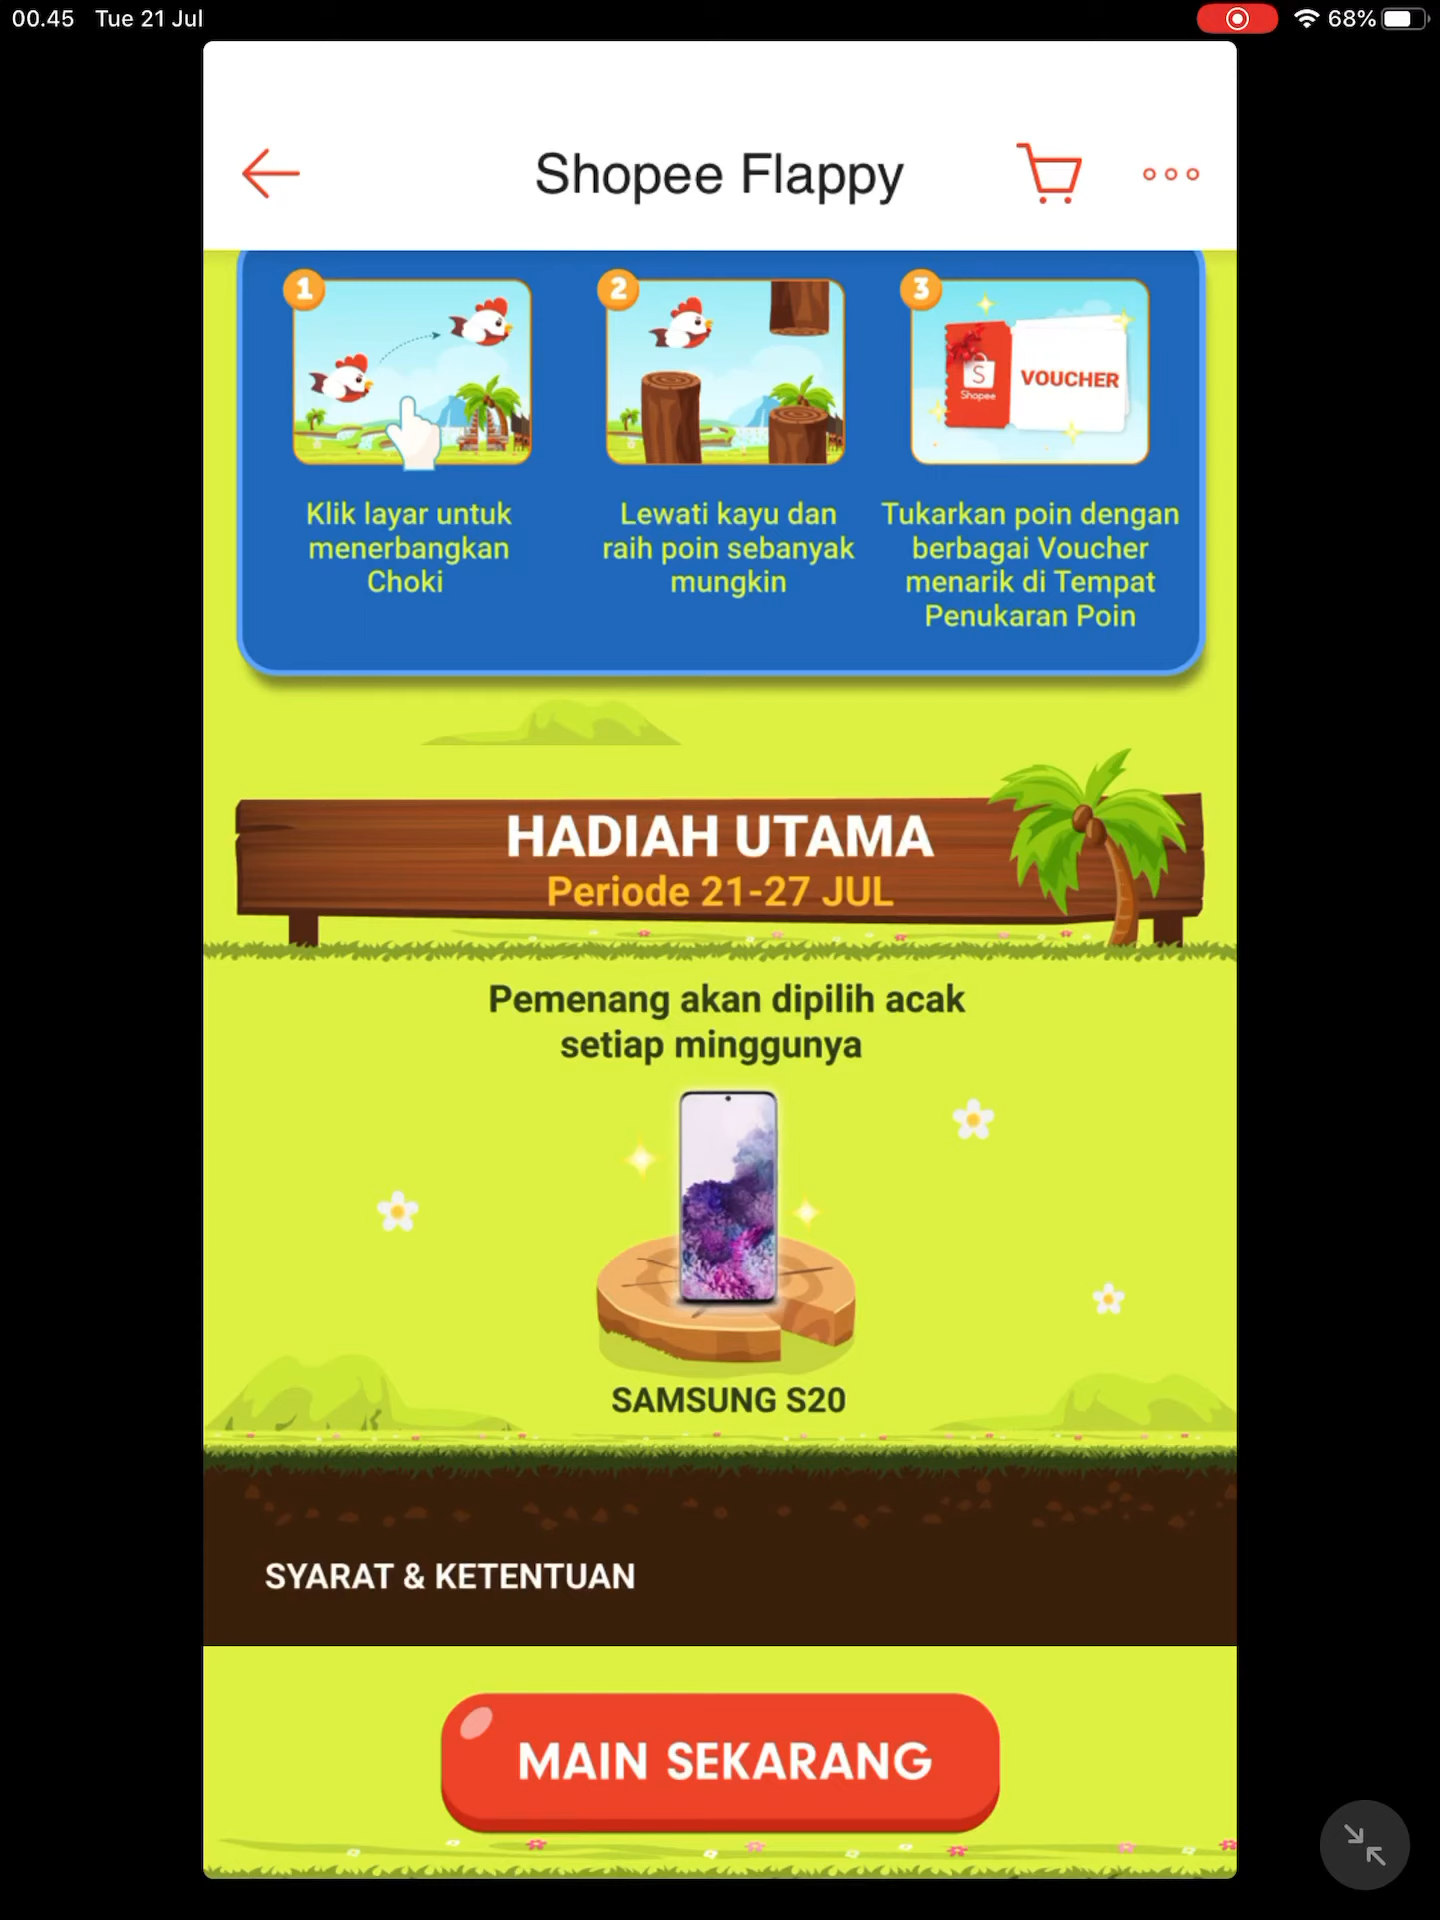 00.45 Tue 21 Jul
68%
Shopee Flappy
1
2
3
S
Shopee
VOUCHER
Klik layar untuk
menerbangkan
Choki
Lewati kayu dan
raih poin sebanyak
mungkin
Tukarkan poin dengan
berbagai Voucher
menarik di Tempat
Penukaran Poin
HADIAH UTAMA
Periode 21-27 JUL
Pemenang akan dipilih acak
setiap minggunya
SAMSUNG S20
SYARAT & KETENTUAN
MAIN SEKARANG